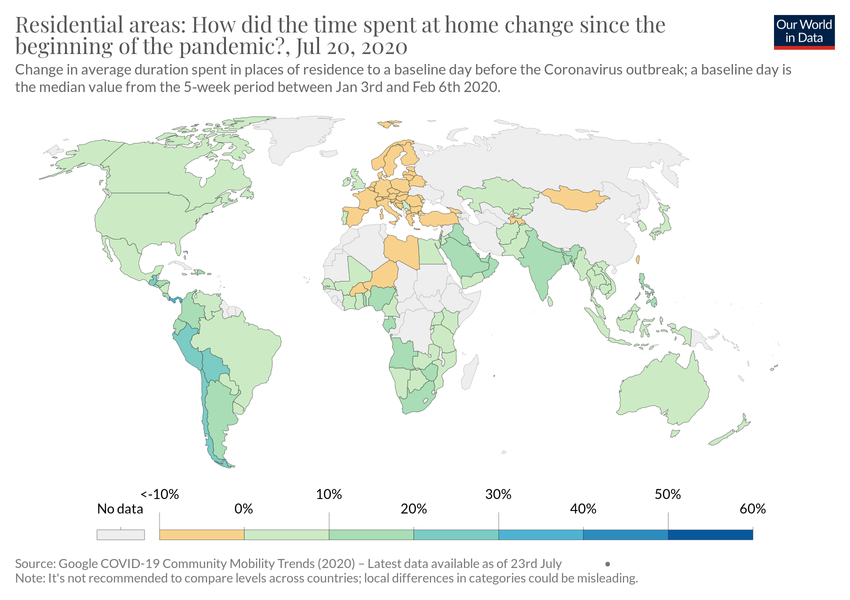 Residential areas: How did the time spent at home change since the
beginning of the pandemic?, Jul 20, 2020
Our World
in Data
Change in average duration spent in places of residence to a baseline day before the Coronavirus outbreak; a baseline day is
the median value from the 5-week period between Jan 3rd and Feb 6th 2020.
<-10% 10% 30% 50%
No data 0% 20% 40% 60%
Source: Google COVID-19 Community Mobility Trends (2020) – Latest data available as of 23rd July •
Note: It's not recommended to compare levels across countries; local differences in categories could be misleading.